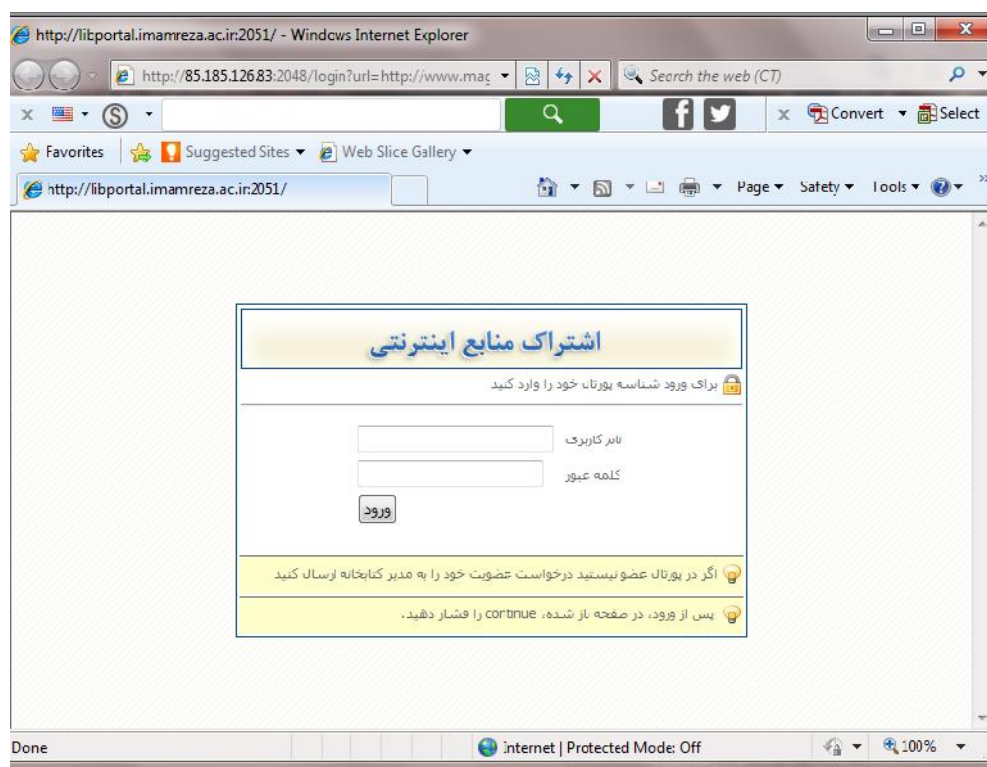 http://libportal.imamreza.ac.ir:2051/ - Windows Internet Explorer
http://85.185.126.83:2048/login?url=http://www.mag
Search the web (CT)
Convert Select
Favorites Suggested Sites Web Slice Gallery
http://libportal.imamreza.ac.ir:2051/
Page Safety Tools
اشتراک منابع اینترنتی
برای ورود شناسه پورتال خود را وارد کنید
نام کاربری
کلمه عبور
ورود
اگر در پورتال عضو نیستید درخواست عضویت خود را به مدیر کتابخانه ارسال کنید
پس از ورود، در صفحه باز شده، continue را فشار دهید.
Done Internet | Protected Mode: Off 100%